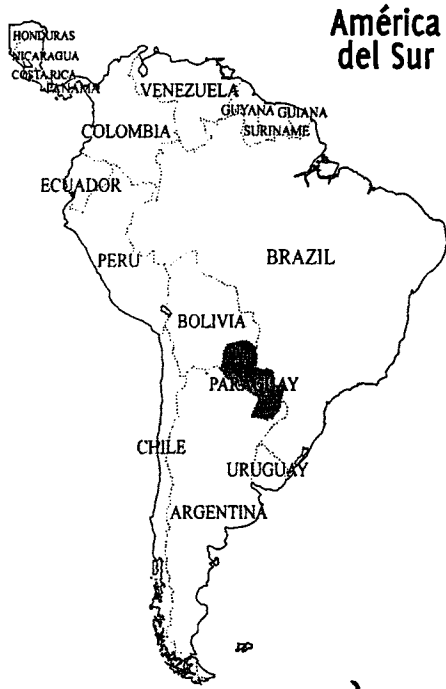 América
del Sur
HONDURAS
NICARAGUA
COSTA RICA
PANAMA
VENEZUELA
GUYANA GUIANA
SURINAME
COLOMBIA
ECUADOR
PERU
BRAZIL
BOLIVIA
PARAGUAY
CHILE
URUGUAY
ARGENTINA